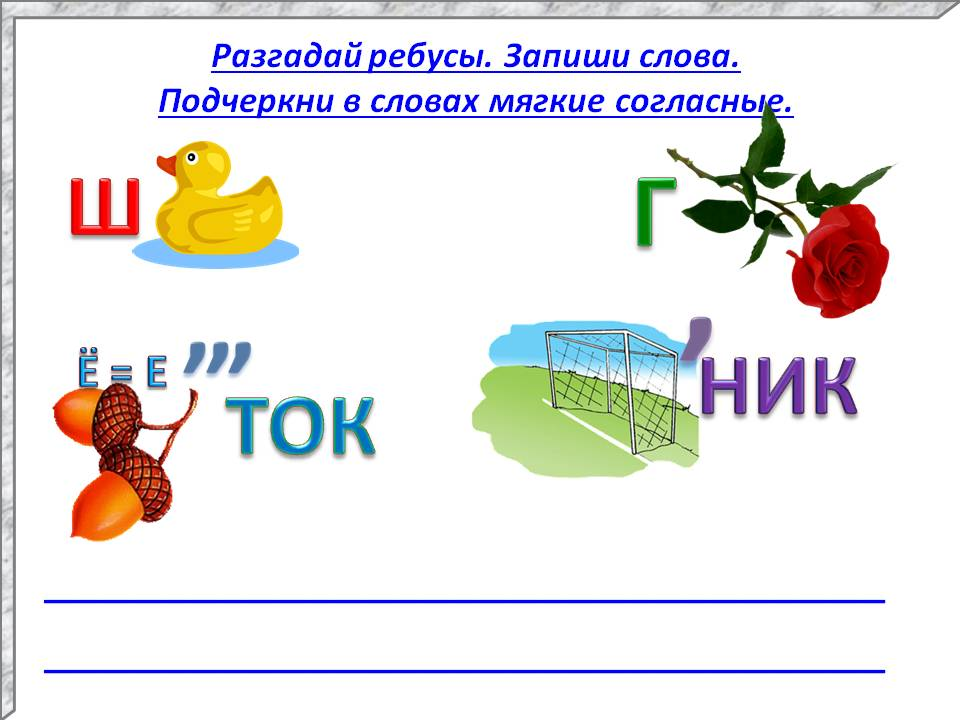 Разгадай ребусы. Запиши слова.
Подчеркни в словах мягкие согласные.
Ш
Г
Ё = Е ,,,
ТОК
,
НИК